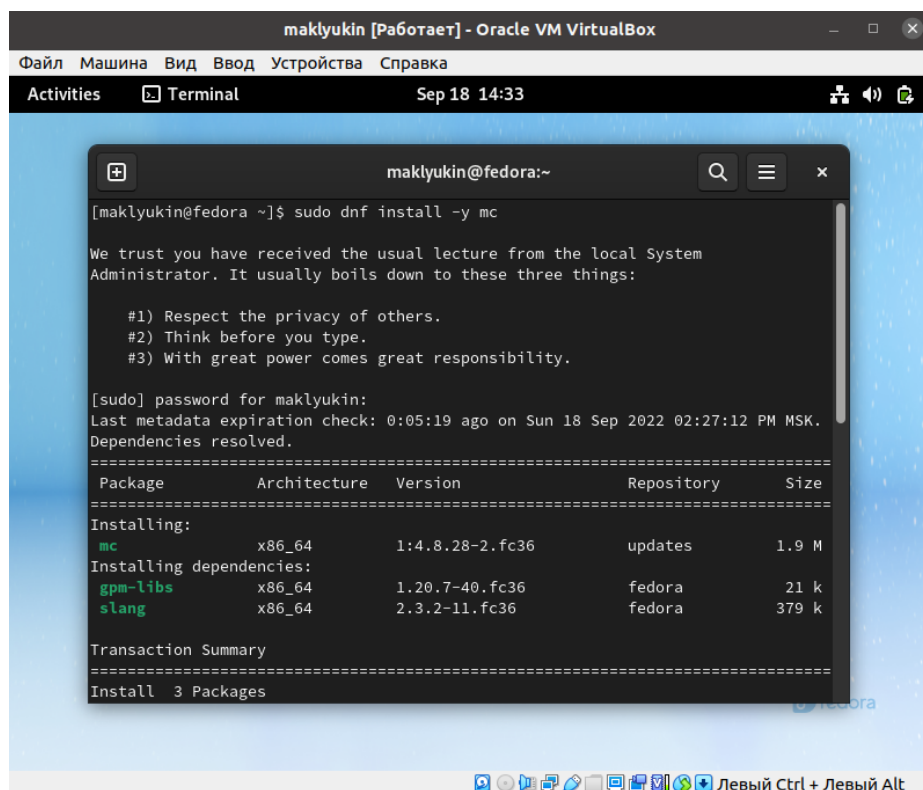 maklyukin [Работает] - Oracle VM VirtualBox
Файл Машина Вид Ввод Устройства Справка
Activities Terminal Sep 18 14:33
maklyukin@fedora:~
[maklyukin@fedora ~]$ sudo dnf install -y mc
We trust you have received the usual lecture from the local System
Administrator. It usually boils down to these three things:
#1) Respect the privacy of others.
#2) Think before you type.
#3) With great power comes great responsibility.
[sudo] password for maklyukin:
Last metadata expiration check: 0:05:19 ago on Sun 18 Sep 2022 02:27:12 PM MSK.
Dependencies resolved.
================================================================================
Package Architecture Version Repository Size
================================================================================
Installing:
mc x86_64 1:4.8.28-2.fc36 updates 1.9 M
Installing dependencies:
gpm-libs x86_64 1.20.7-40.fc36 fedora 21 k
slang x86_64 2.3.2-11.fc36 fedora 379 k
Transaction Summary
================================================================================
Install 3 Packages
fedora
Левый Ctrl + Левый Alt